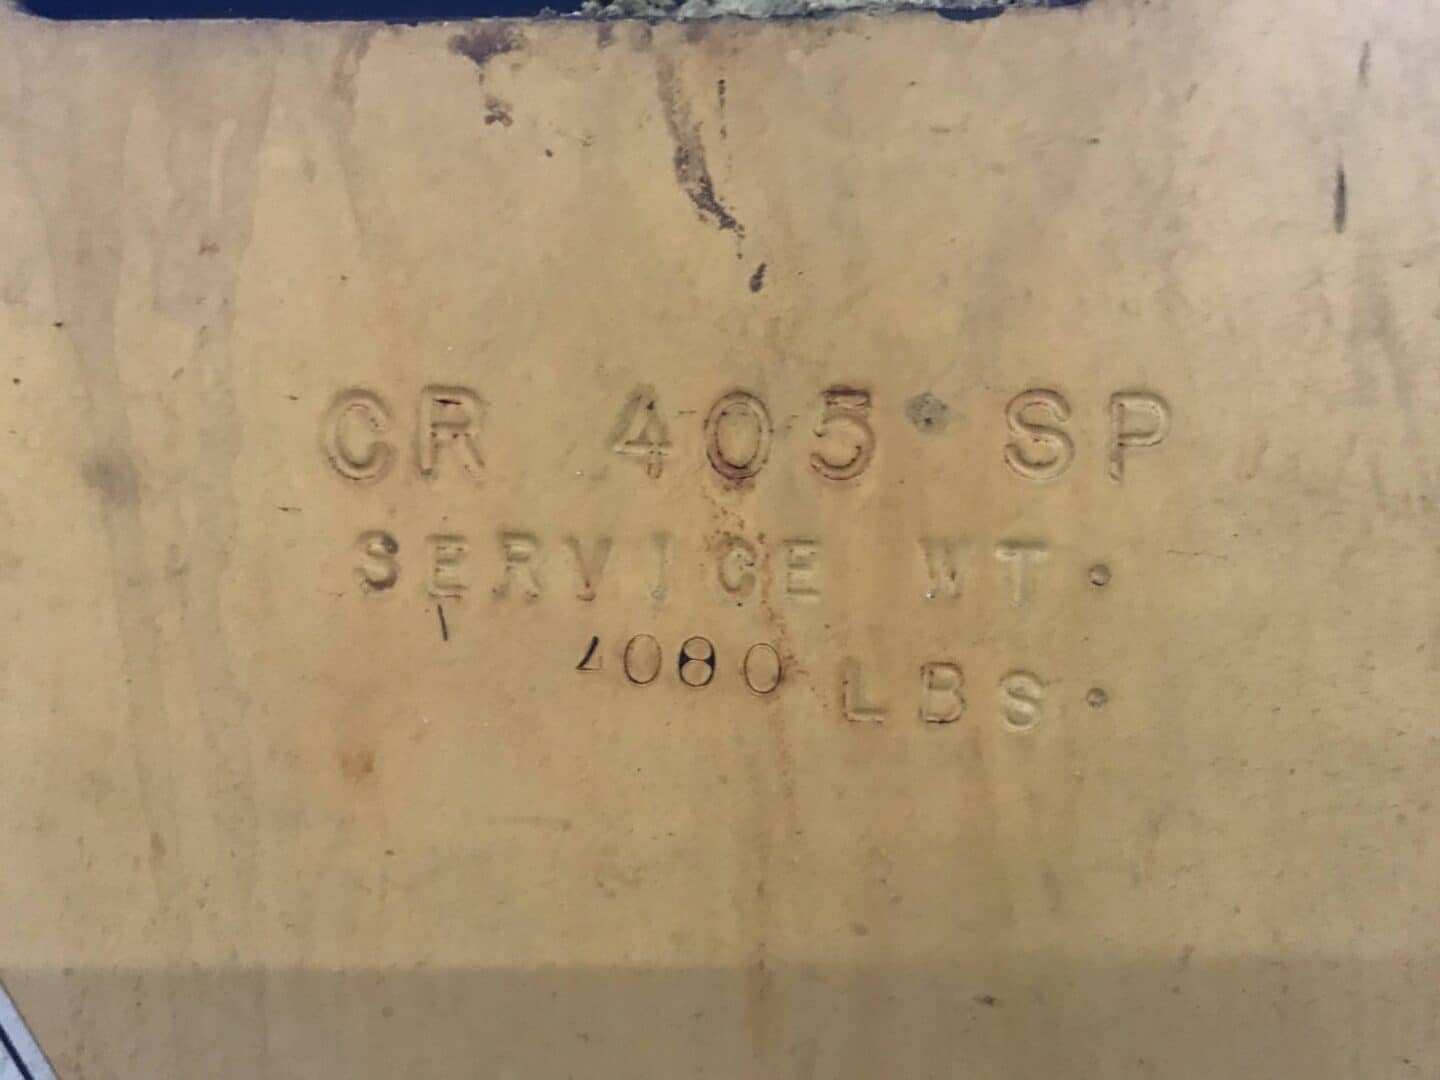 CR 405 SP
SERVICE WT.
4080 LBS.